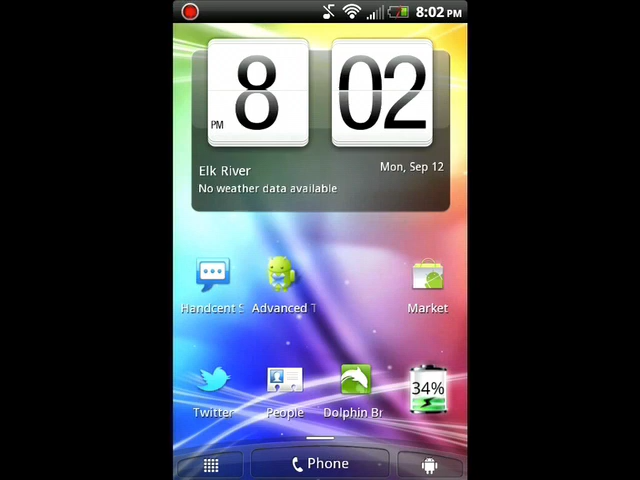 8:02 PM
8 02
PM
Elk River
Mon, Sep 12
No weather data available
Handcent S
Advanced T
Market
34%
Twitter
People
Dolphin Br
Phone